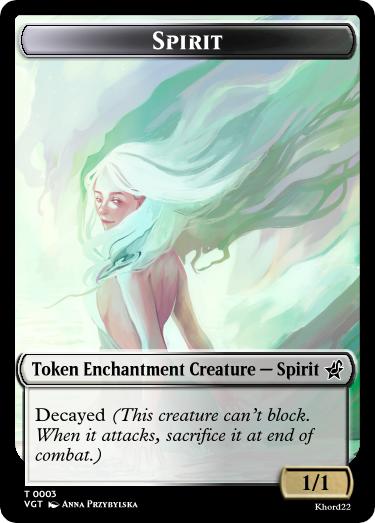 SPIRIT
Token Enchantment Creature — Spirit
Decayed (This creature can't block.
When it attacks, sacrifice it at end of
combat.)
1/1
T 0003
VGT ANNA PRZYBYLSKA
Khord22